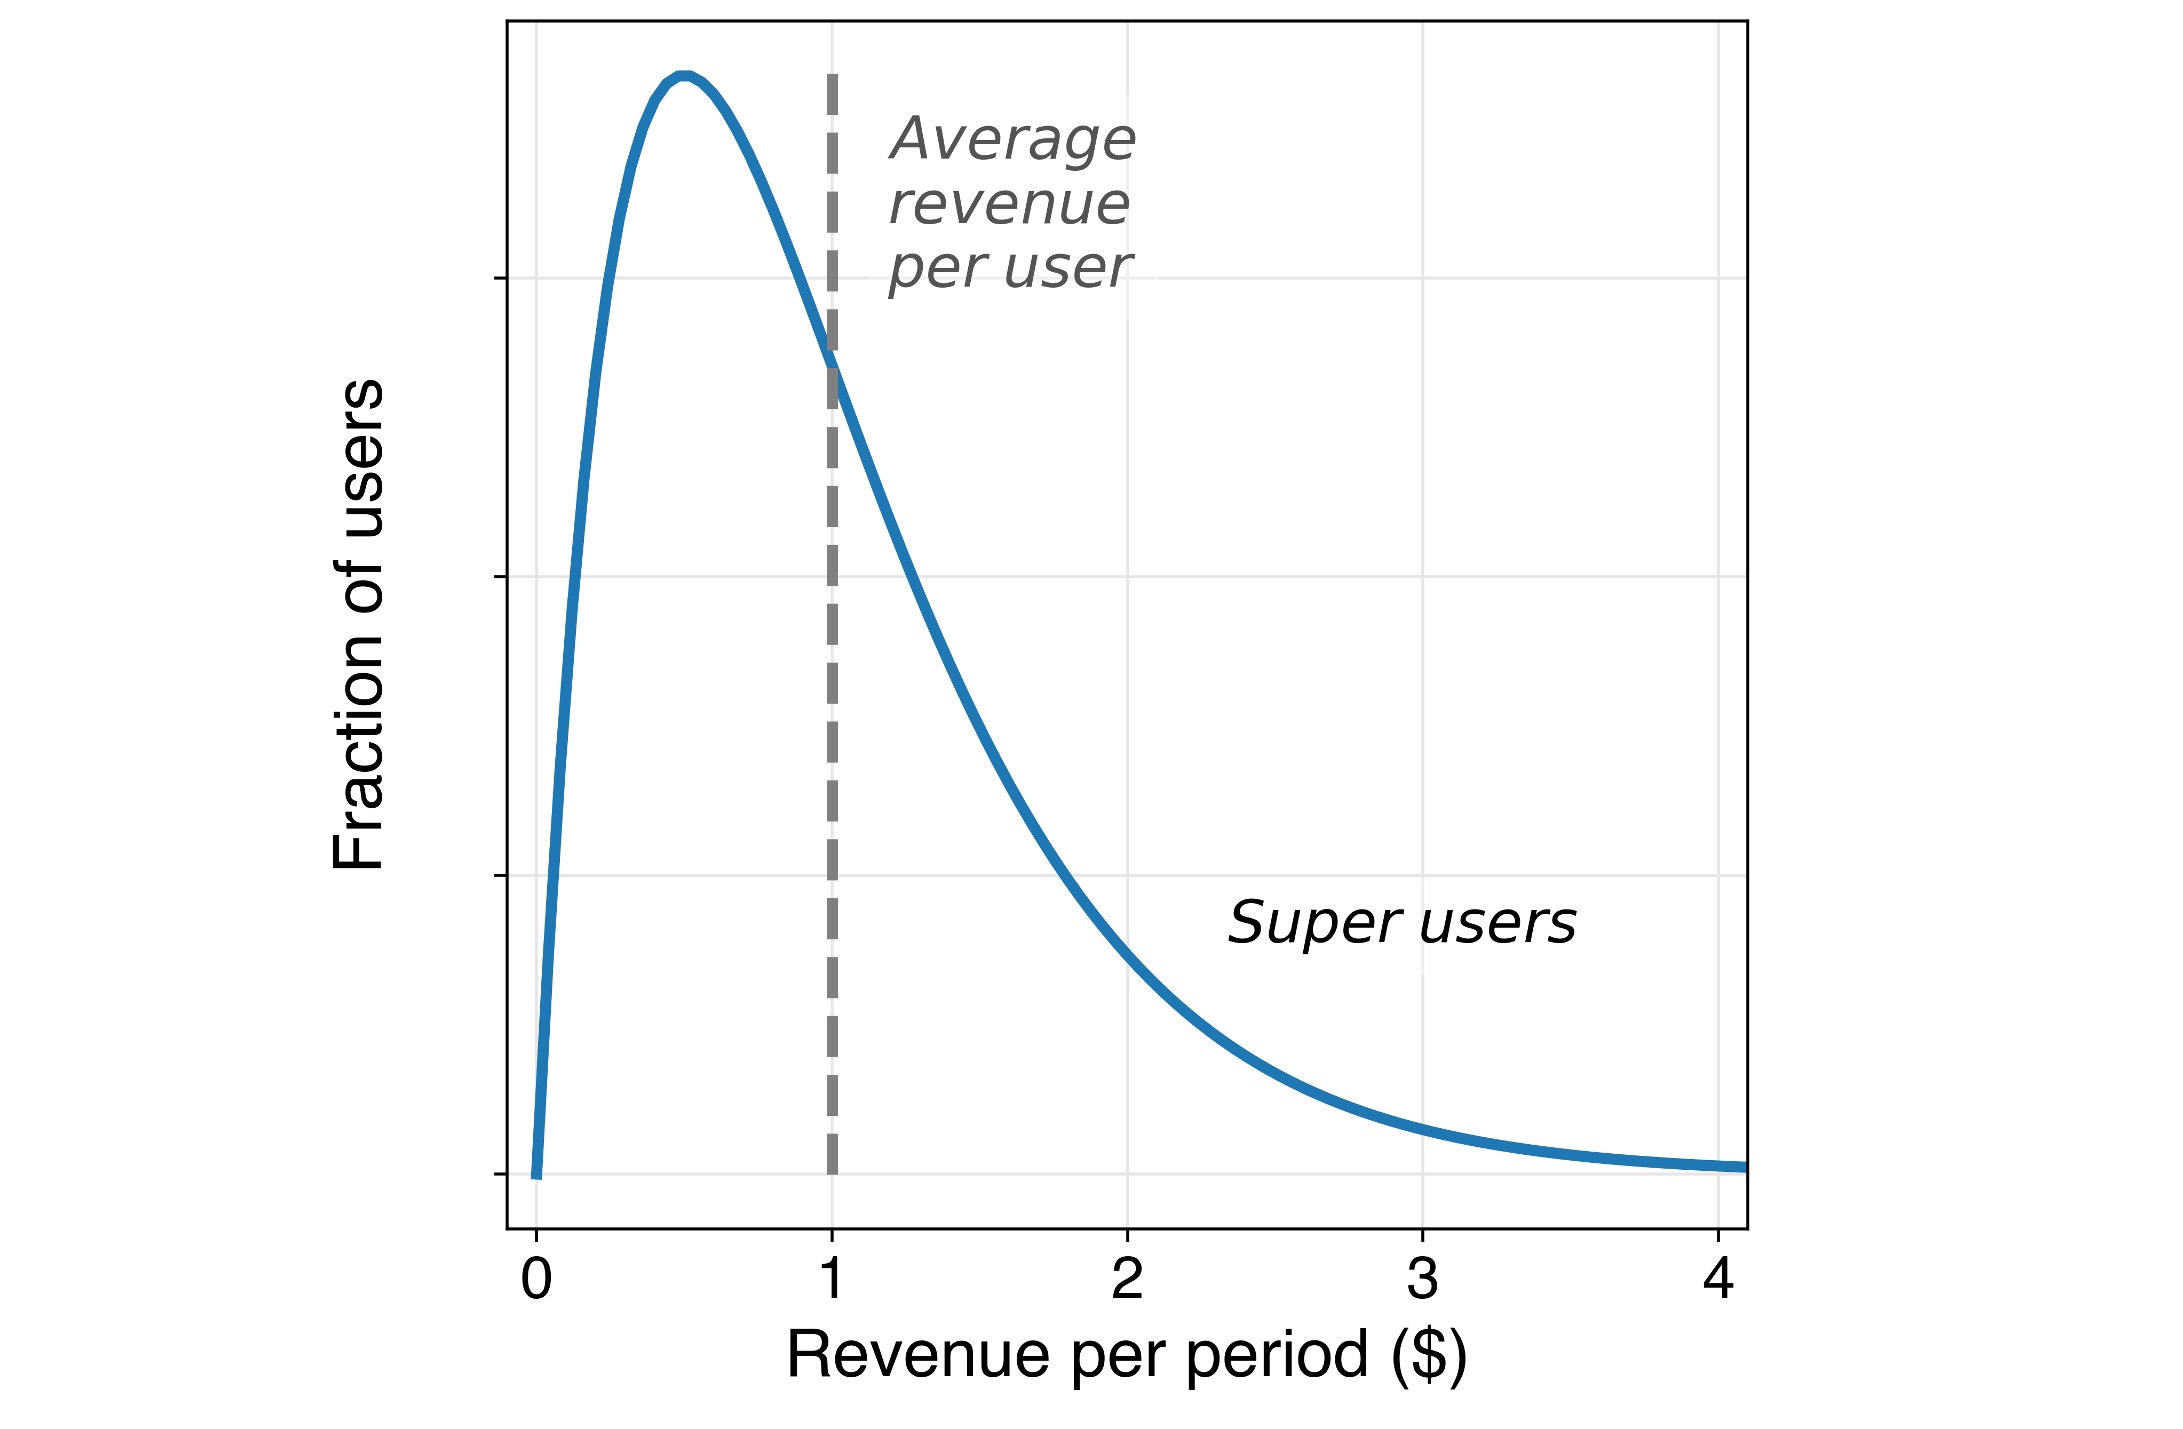 Average
revenue
per user
Fraction of users
Super users
0 1 2 3 4
Revenue per period ($)